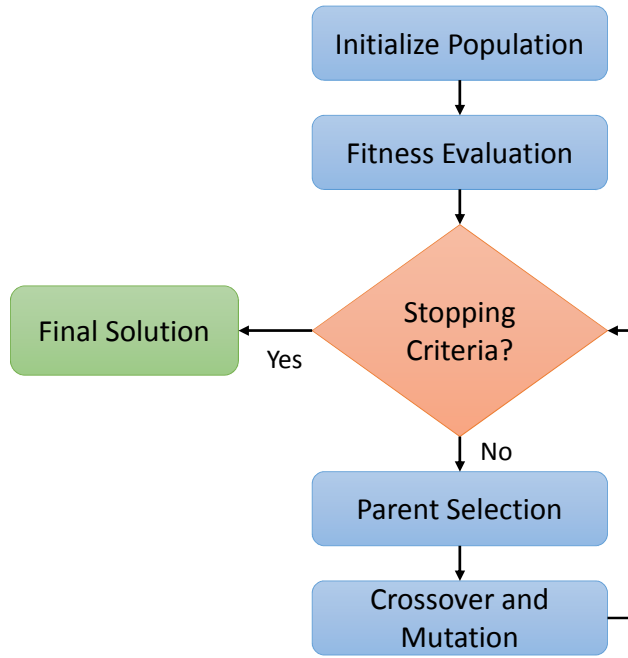 Initialize Population
Fitness Evaluation
Stopping
Criteria?
Final Solution
Yes
No
Parent Selection
Crossover and
Mutation